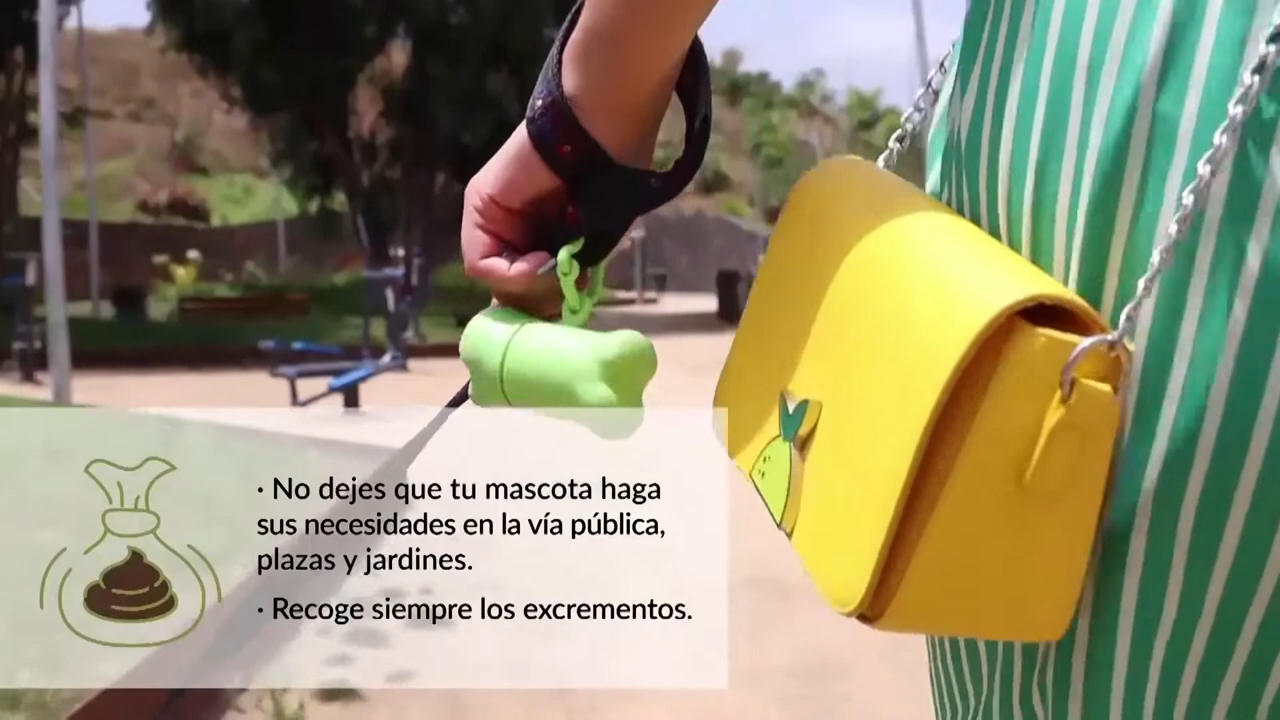 · No dejes que tu mascota haga
sus necesidades en la vía pública,
plazas y jardines.
· Recoge siempre los excrementos.